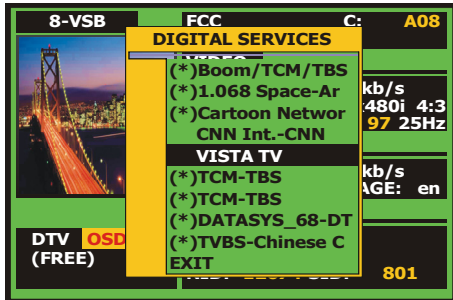 8-VSB
FCC C: A08
DIGITAL SERVICES
(*)Boom/TCM/TBS
(*)1.068 Space-Ar
(*)Cartoon Networ
CNN Int.-CNN
VISTA TV
(*)TCM-TBS
(*)TCM-TBS
(*)DATASYS_68-DT
(*)TVBS-Chinese C
EXIT
kb/s
480i 4:3
97 25Hz
kb/s
AGE: en
DTV OSD
(FREE)
801